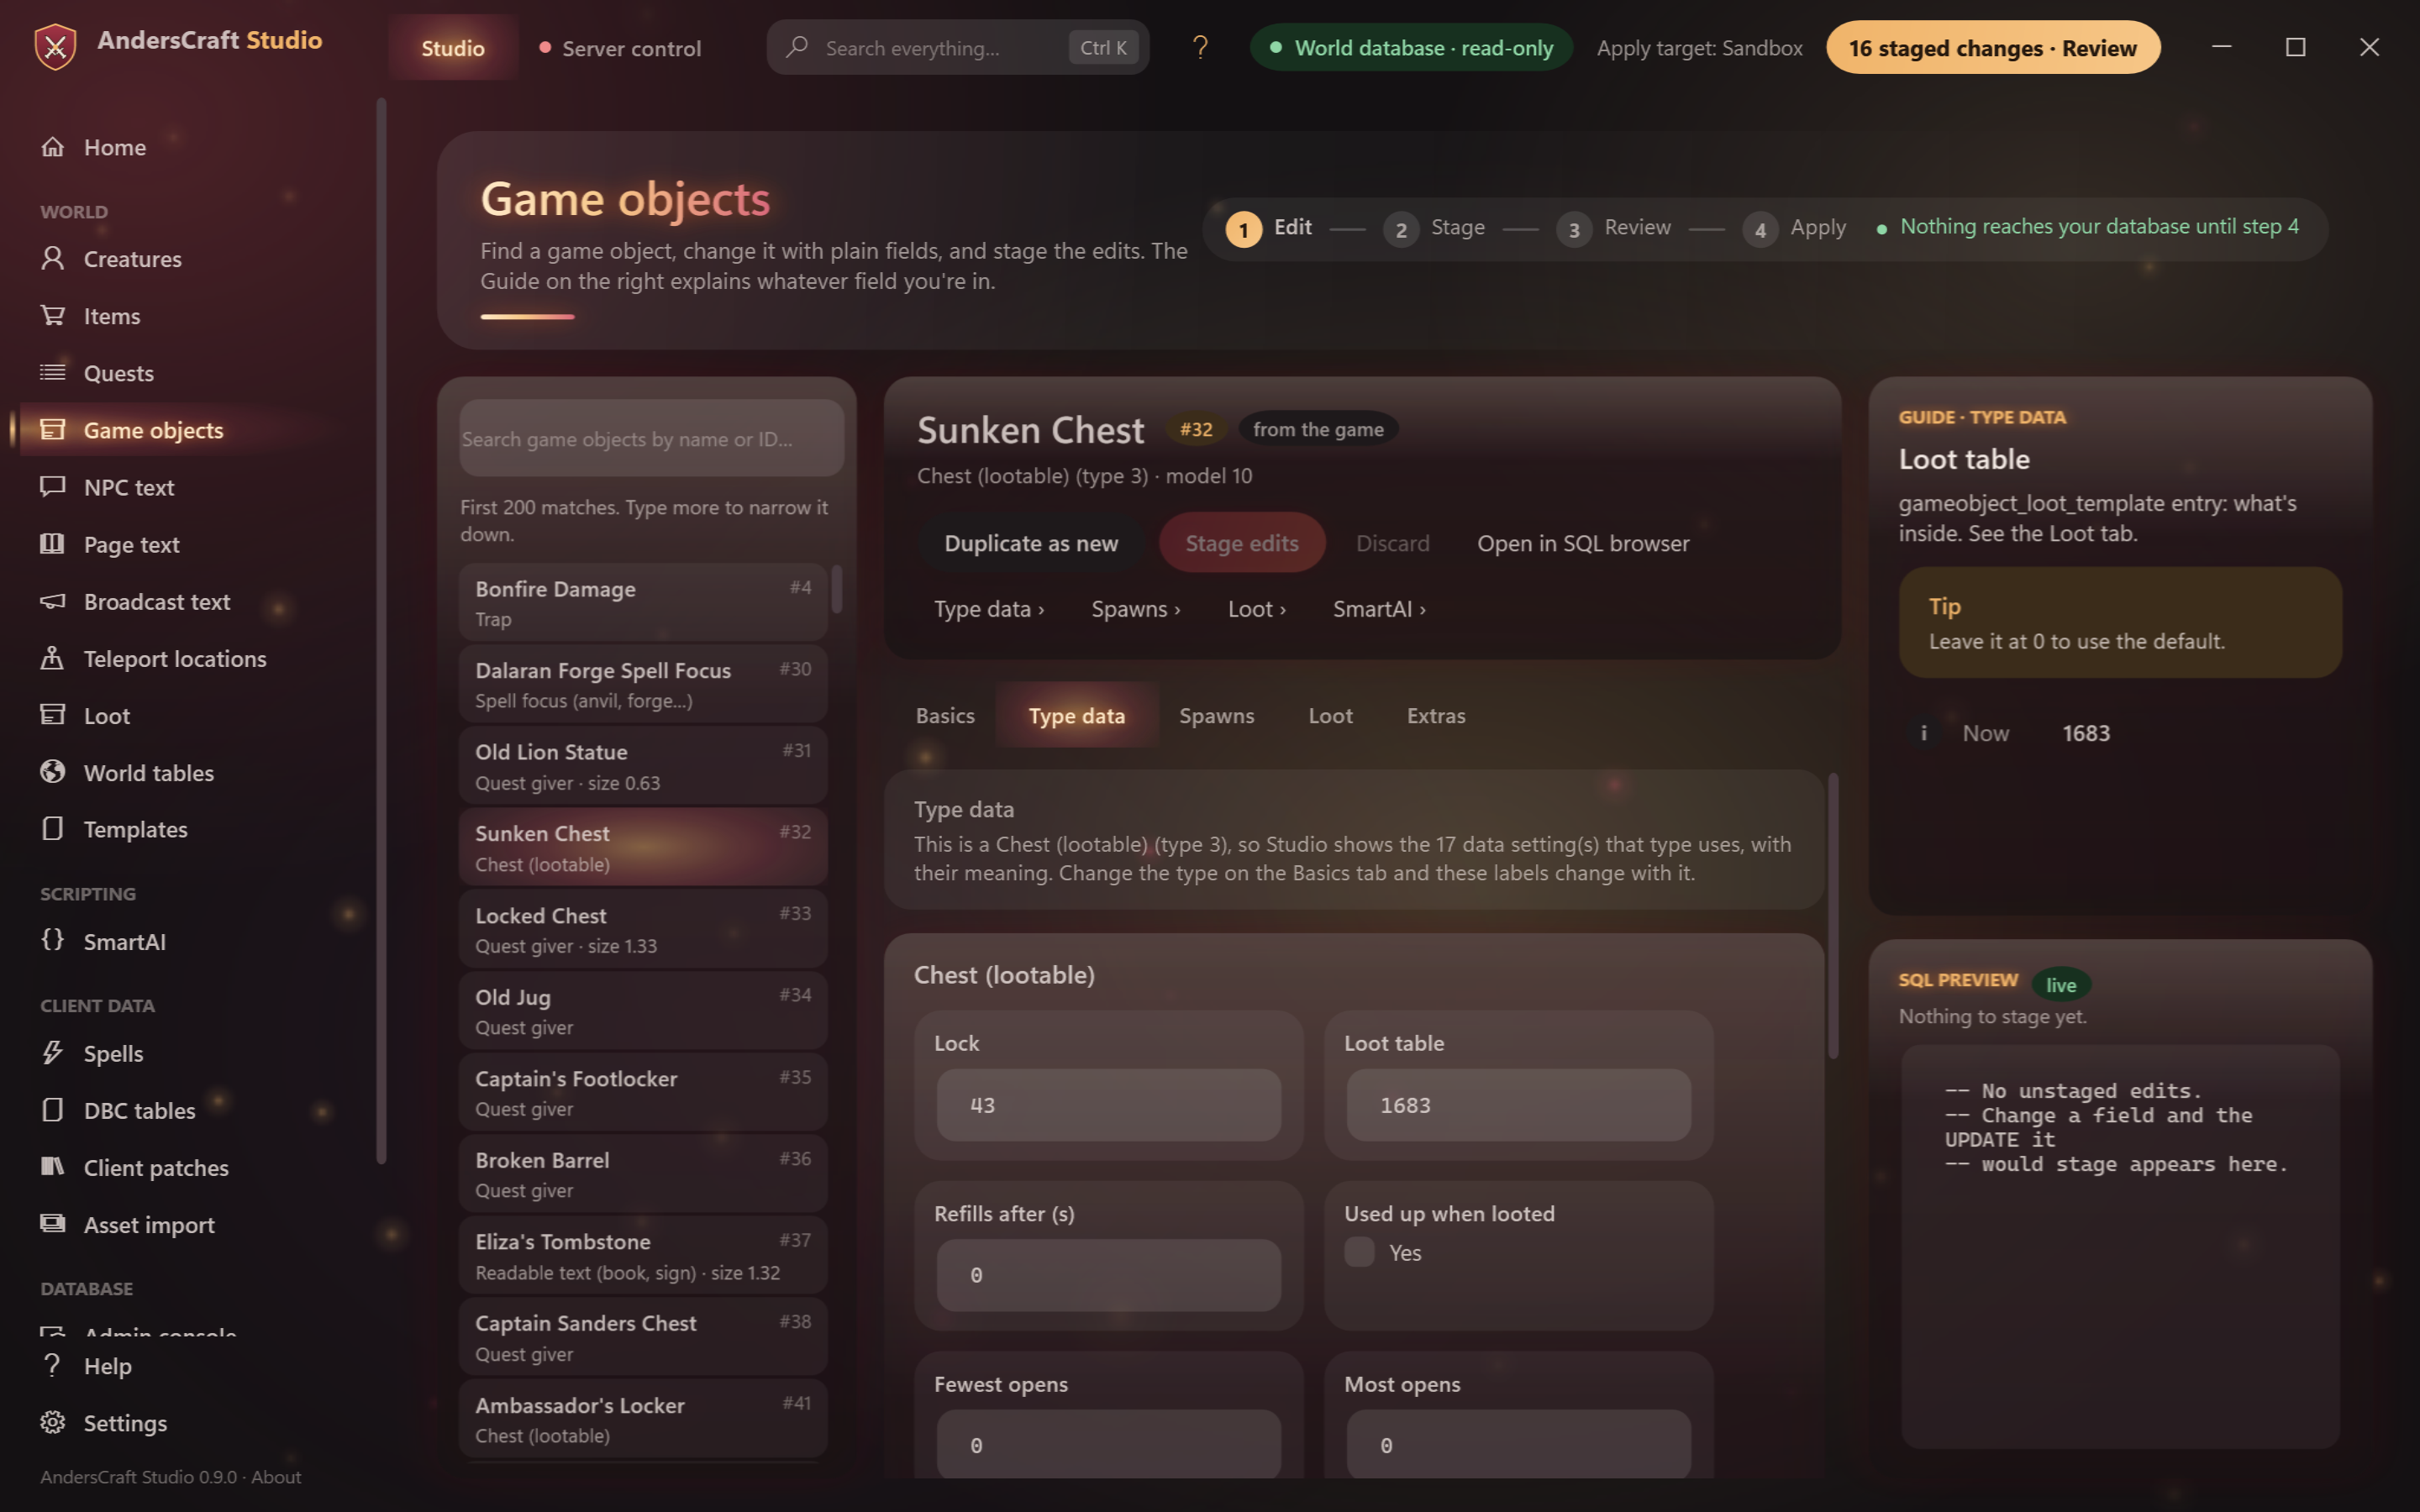 AndersCraft Studio
Studio
Server control
Search everything...
Ctrl K
?
World database · read-only
Apply target: Sandbox
16 staged changes · Review
Home
WORLD
Creatures
Items
Quests
Game objects
NPC text
Page text
Broadcast text
Teleport locations
Loot
World tables
Templates
SCRIPTING
{} SmartAI
CLIENT DATA
Spells
DBC tables
Client patches
Asset import
DATABASE
Admin console
? Help
Settings
AndersCraft Studio 0.9.0 · About
Game objects
Find a game object, change it with plain fields, and stage the edits. The
Guide on the right explains whatever field you're in.
1 Edit
2 Stage
3 Review
4 Apply
Nothing reaches your database until step 4
Search game objects by name or ID...
First 200 matches. Type more to narrow it
down.
Bonfire Damage #4
Trap
Dalaran Forge Spell Focus #30
Spell focus (anvil, forge...)
Old Lion Statue #31
Quest giver · size 0.63
Sunken Chest #32
Chest (lootable)
Locked Chest #33
Quest giver · size 1.33
Old Jug #34
Quest giver
Captain's Footlocker #35
Quest giver
Broken Barrel #36
Quest giver
Eliza's Tombstone #37
Readable text (book, sign) · size 1.32
Captain Sanders Chest #38
Quest giver
Ambassador's Locker #41
Chest (lootable)
Sunken Chest #32 from the game
Chest (lootable) (type 3) · model 10
Duplicate as new
Stage edits
Discard
Open in SQL browser
Type data ›
Spawns ›
Loot ›
SmartAI ›
Basics
Type data
Spawns
Loot
Extras
Type data
This is a Chest (lootable) (type 3), so Studio shows the 17 data setting(s) that type uses, with
their meaning. Change the type on the Basics tab and these labels change with it.
Chest (lootable)
Lock
43
Loot table
1683
Refills after (s)
0
Used up when looted
Yes
Fewest opens
0
Most opens
0
GUIDE · TYPE DATA
Loot table
gameobject_loot_template entry: what's
inside. See the Loot tab.
Tip
Leave it at 0 to use the default.
i Now 1683
SQL PREVIEW live
Nothing to stage yet.
-- No unstaged edits.
-- Change a field and the
UPDATE it
-- would stage appears here.